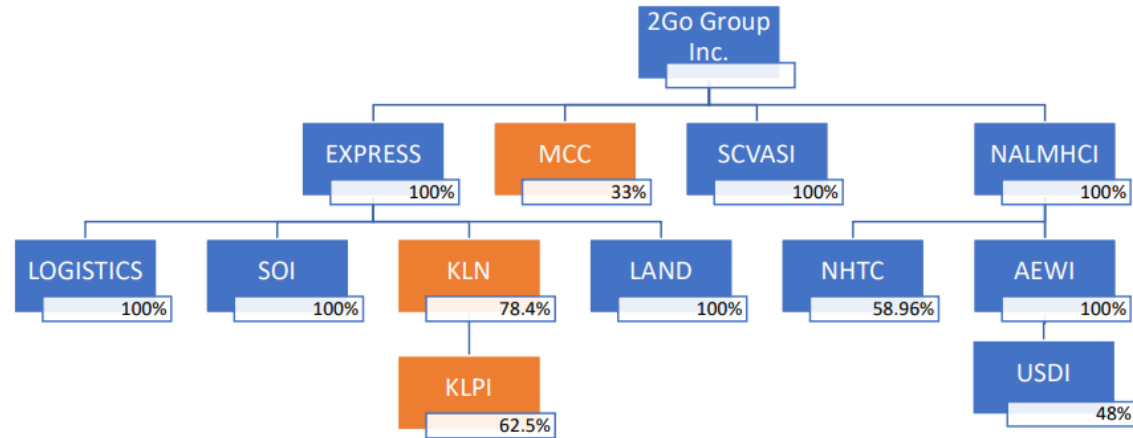 2Go Group
Inc.
EXPRESS
100%
MCC
33%
SCVASI
100%
NALMHCI
100%
LOGISTICS
100%
SOI
100%
KLN
78.4%
LAND
100%
NHTC
58.96%
AEWI
100%
KLPI
62.5%
USDI
48%